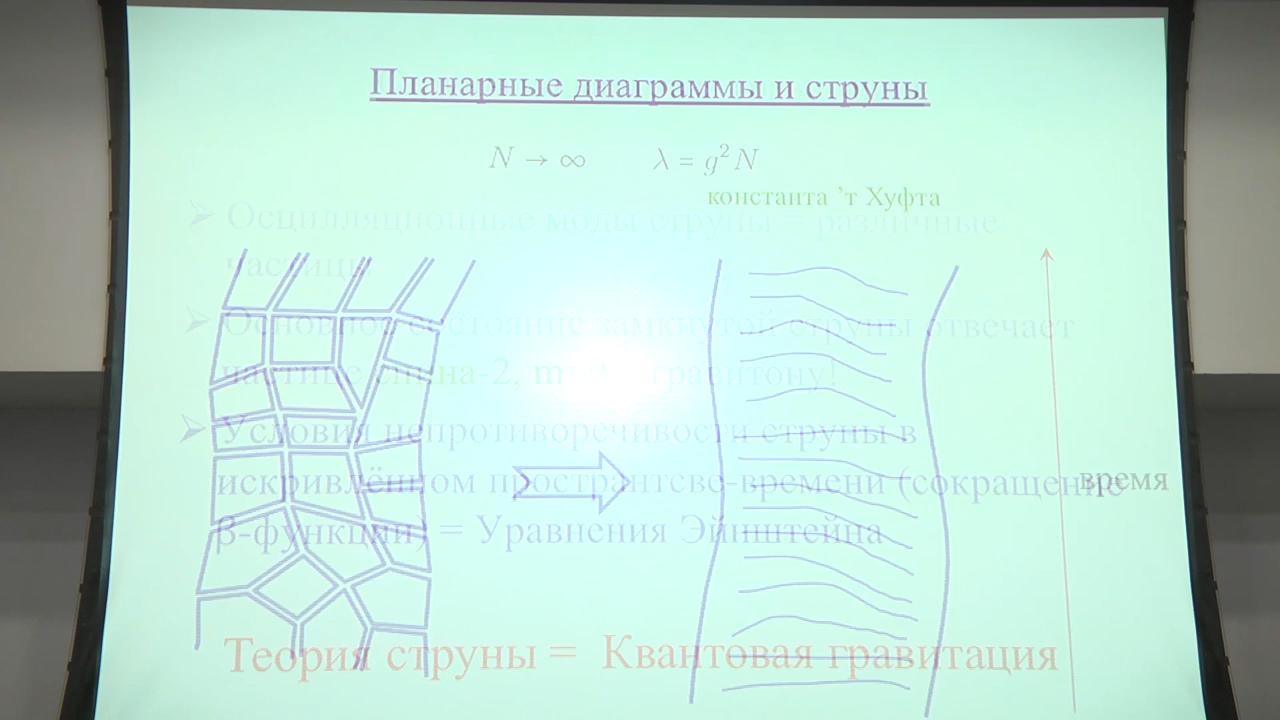 Планарные диаграммы и струны
N → ∞ λ = g²N
константа 'т Хуфта
➢ Осцилляционные моды струны = различные
частицы
➢ Основное состояние замкнутой струны отвечает
частице спина-2, m=0 гравитону!
➢ Условия непротиворечивости струны в
искривлённом пространтсве-времени (сокращение
время
β-функции) = Уравнения Эйнштейна
Теория струны = Квантовая гравитация